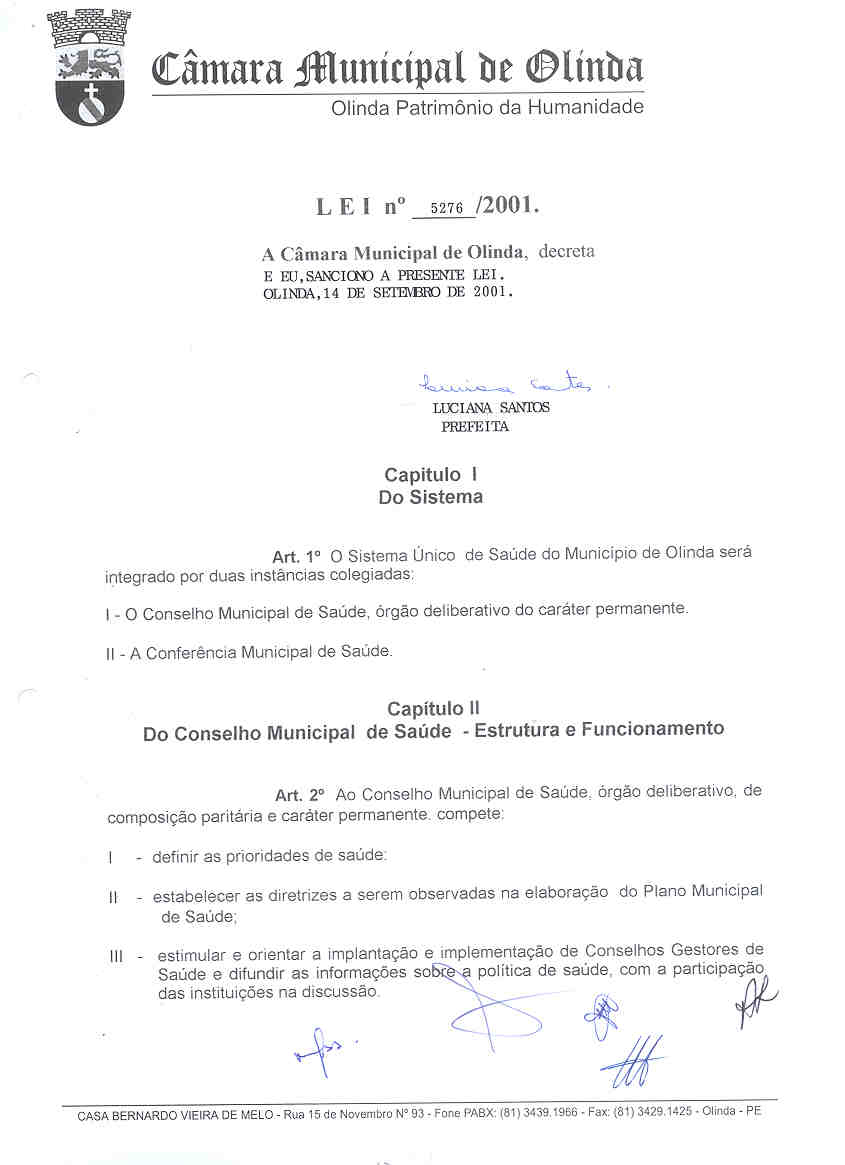 Câmara Municipal de Olinda
Olinda Patrimônio da Humanidade
L E I nº 5276 /2001.
A Câmara Municipal de Olinda, decreta
E EU,SANCIONO A PRESENTE LEI.
OLINDA,14 DE SETEMBRO DE 2001.
LUCIANA SANTOS
PREFEITA
Capitulo I
Do Sistema
Art. 1º O Sistema Único de Saúde do Município de Olinda será
integrado por duas instâncias colegiadas:
I - O Conselho Municipal de Saúde, órgão deliberativo do caráter permanente.
II - A Conferência Municipal de Saúde.
Capítulo II
Do Conselho Municipal de Saúde - Estrutura e Funcionamento
Art. 2º Ao Conselho Municipal de Saúde, órgão deliberativo, de
composição paritária e caráter permanente. compete:
I - definir as prioridades de saúde:
II - estabelecer as diretrizes a serem observadas na elaboração do Plano Municipal
de Saúde;
III - estimular e orientar a implantação e implementação de Conselhos Gestores de
Saúde e difundir as informações sobre a política de saúde, com a participação
das instituições na discussão.
CASA BERNARDO VIEIRA DE MELO - Rua 15 de Novembro Nº 93 - Fone PABX: (81) 3439.1966 - Fax: (81) 3429.1425 - Olinda - PE